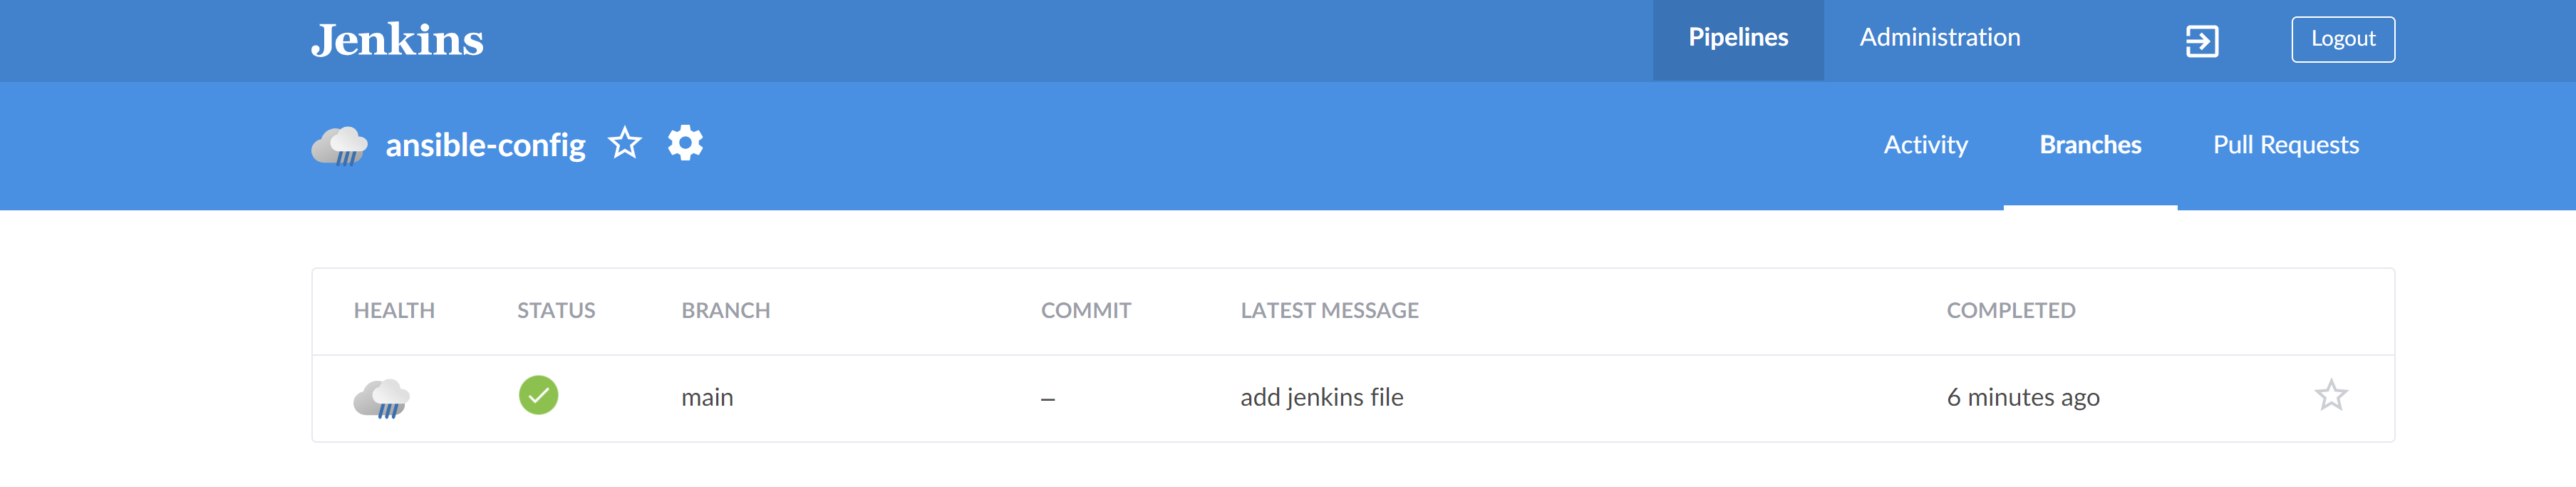 Jenkins
Pipelines
Administration
Logout
ansible-config
Activity
Branches
Pull Requests
HEALTH STATUS BRANCH COMMIT LATEST MESSAGE COMPLETED
main – add jenkins file 6 minutes ago